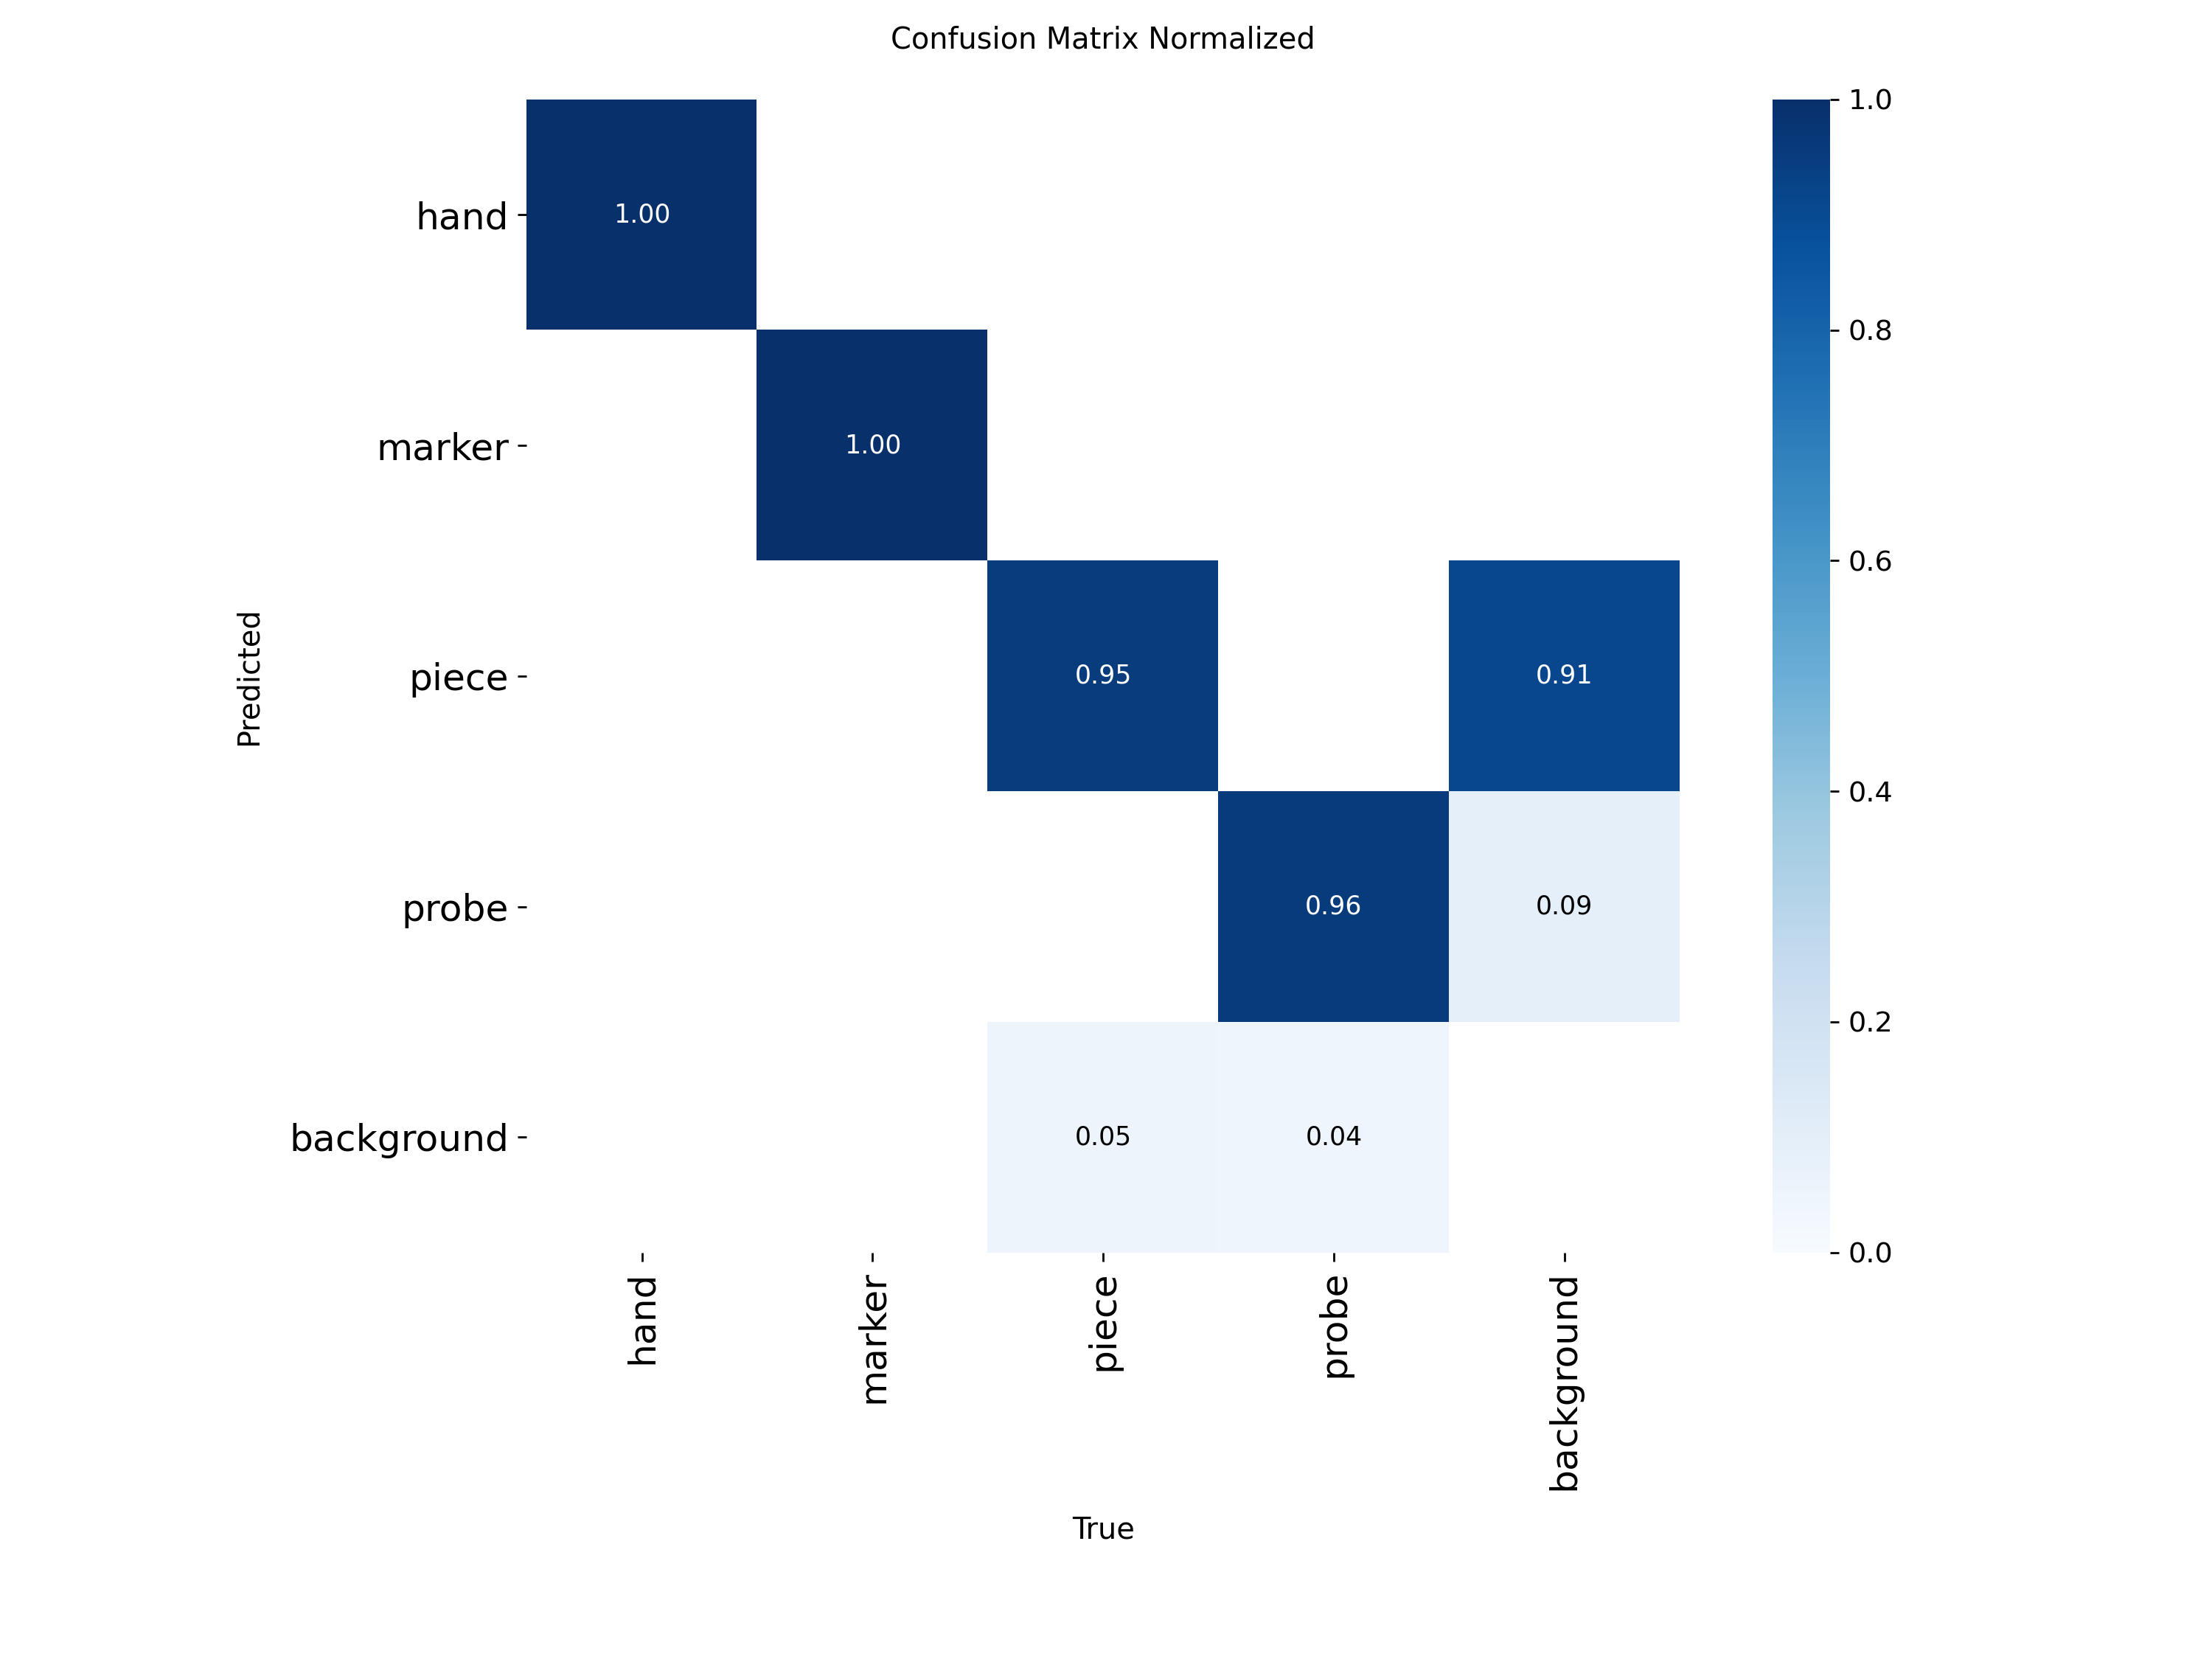 Confusion Matrix Normalized
1.0
hand
1.00
0.8
marker
1.00
0.6
Predicted
piece
0.95
0.91
0.4
probe
0.96
0.09
0.2
background
0.05
0.04
0.0
hand
marker
piece
probe
background
True